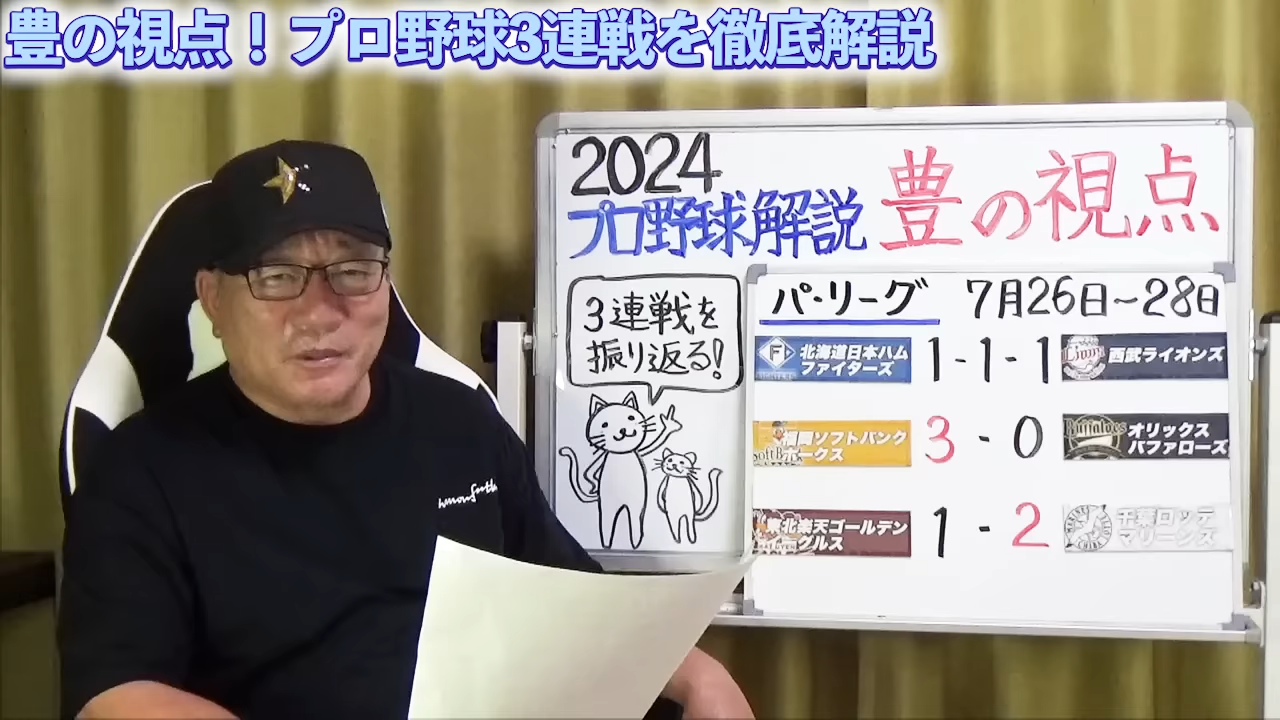 豊の視点！プロ野球3連戦を徹底解説
2024
プロ野球解説 豊の視点
3連戦を
振り返る!
パ・リーグ 7月26日～28日
北海道日本ハム
ファイターズ
1-1-1
Lions
西武ライオンズ
福岡ソフトバンク
ホークス
3-0
Buffaloes
オリックス
バファローズ
東北楽天ゴールデン
グルス
1-2
千葉ロッテ
マリーンズ